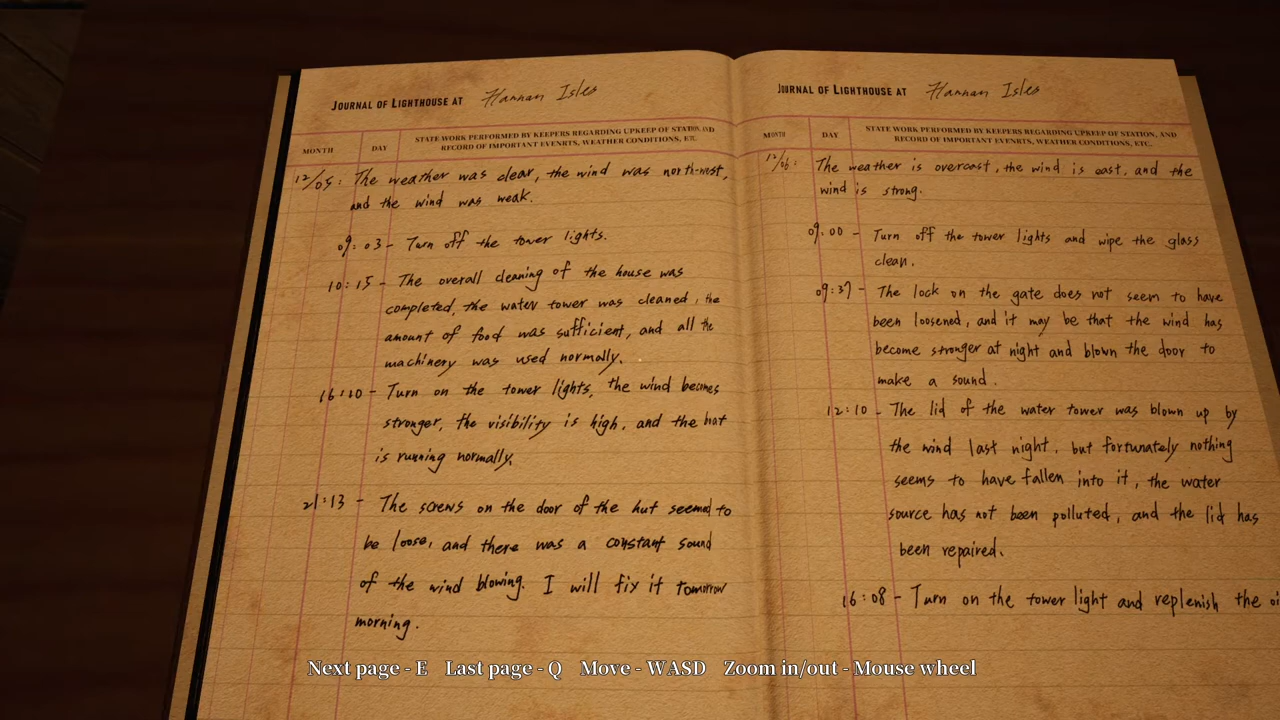 JOURNAL OF LIGHTHOUSE AT Hannan Isles
MONTH DAY STATE WORK PERFORMED BY KEEPERS REGARDING UPKEEP OF STATION, AND
RECORD OF IMPORTANT EVENRTS, WEATHER CONDITIONS, ETC.
12/05: The weather was clear, the wind was north-west,
and the wind was weak.
09:03 - Turn off the tower lights.
10:15 - The overall cleaning of the house was
completed, the water tower was cleaned, the
amount of food was sufficient, and all the
machinery was used normally.
16:10 - Turn on the tower lights, the wind becomes
stronger, the visibility is high, and the boat
is running normally.
21:13 - The screws on the door of the hut seemed to
be loose, and there was a constant sound
of the wind blowing. I will fix it tomorrow
morning.
JOURNAL OF LIGHTHOUSE AT Hannan Isles
MONTH DAY STATE WORK PERFORMED BY KEEPERS REGARDING UPKEEP OF STATION, AND
RECORD OF IMPORTANT EVENRTS, WEATHER CONDITIONS, ETC.
12/06: The weather is overcast, the wind is east, and the
wind is strong.
09:00 - Turn off the tower lights and wipe the glass
clean.
09:37 - The lock on the gate does not seem to have
been loosened, and it may be that the wind has
become stronger at night and blown the door to
make a sound.
12:10 - The lid of the water tower was blown up by
the wind last night, but fortunately nothing
seems to have fallen into it, the water
source has not been polluted, and the lid has
been repaired.
16:08 - Turn on the tower light and replenish the
Next page - E Last page - Q Move - WASD Zoom in/out - Mouse wheel